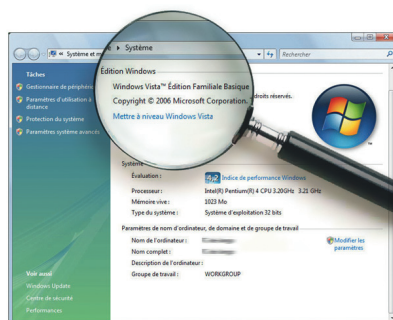 « Système et m
▸ Système
Rechercher
Tâches
Gestionnaire de périphériq
Paramètres d'utilisation à
distance
Protection du système
Paramètres système avancés
Édition Windows
Windows Vista™ Édition Familiale Basique
Copyright © 2006 Microsoft Corporation.
droits réservés.
Mettre à niveau Windows Vista
Système
Évaluation :
4,2 Indice de performance Windows
Processeur : Intel(R) Pentium(R) 4 CPU 3.20GHz 3.21 GHz
Mémoire vive : 1023 Mo
Type du système : Système d'exploitation 32 bits
Paramètres de nom d'ordinateur, de domaine et de groupe de travail
Nom de l'ordinateur :
Modifier les
paramètres
Nom complet :
Description de l'ordinateur :
Groupe de travail : WORKGROUP
Voir aussi
Windows Update
Centre de sécurité
Performances